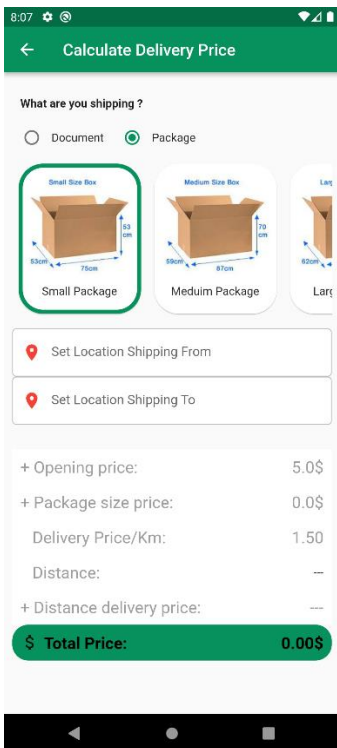 8:07
Calculate Delivery Price
What are you shipping ?
Document
Package
Small Size Box
53 cm
53cm
75cm
Small Package
Medium Size Box
70 cm
59cm
87cm
Meduim Package
62cm
Set Location Shipping From
Set Location Shipping To
+ Opening price: 5.0$
+ Package size price: 0.0$
Delivery Price/Km: 1.50
Distance: ---
+ Distance delivery price: ---
$ Total Price: 0.00$